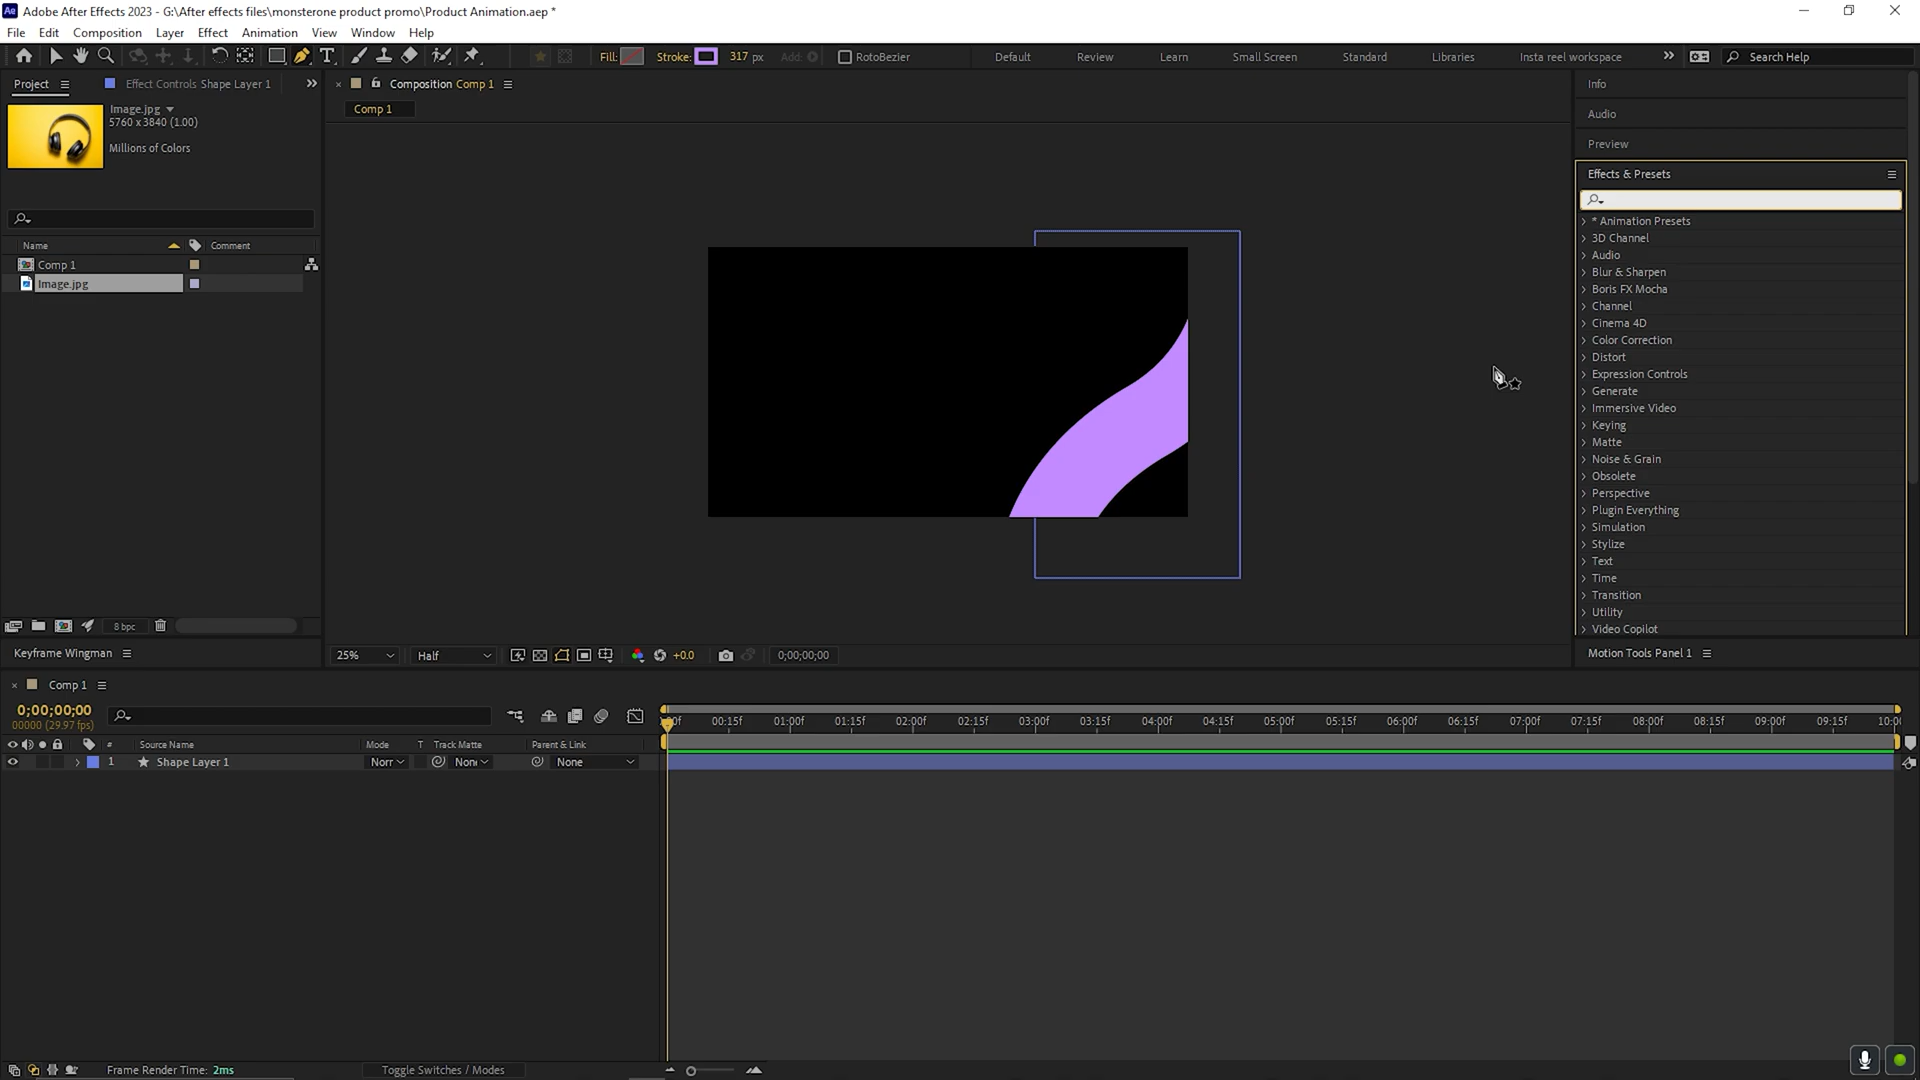 Ae Adobe After Effects 2023 - G:\After effects files\monsterone product promo\Product Animation.aep *
File Edit Composition Layer Effect Animation View Window Help
Fill: Stroke: 317 px Add: RotoBezier Default Review Learn Small Screen Standard Libraries Insta reel workspace Search Help
Project Effect Controls Shape Layer 1
Composition Comp 1
Info
Image.jpg
5760 x 3840 (1.00)
Millions of Colors
Comp 1
Audio
Preview
Effects & Presets
* Animation Presets
3D Channel
Audio
Blur & Sharpen
Boris FX Mocha
Channel
Cinema 4D
Color Correction
Distort
Expression Controls
Generate
Immersive Video
Keying
Matte
Noise & Grain
Obsolete
Perspective
Plugin Everything
Simulation
Stylize
Text
Time
Transition
Utility
Video Copilot
Name Comment
Comp 1
Image.jpg
8 bpc
Keyframe Wingman
25% Half +0.0 0;00;00;00
Motion Tools Panel 1
Comp 1
0;00;00;00
00000 (29.97 fps)
00:15f 01:00f 01:15f 02:00f 02:15f 03:00f 03:15f 04:00f 04:15f 05:00f 05:15f 06:00f 06:15f 07:00f 07:15f 08:00f 08:15f 09:00f 09:15f 10:00
# Source Name Mode T Track Matte Parent & Link
1 Shape Layer 1 Norr Non None
Frame Render Time: 2ms Toggle Switches / Modes